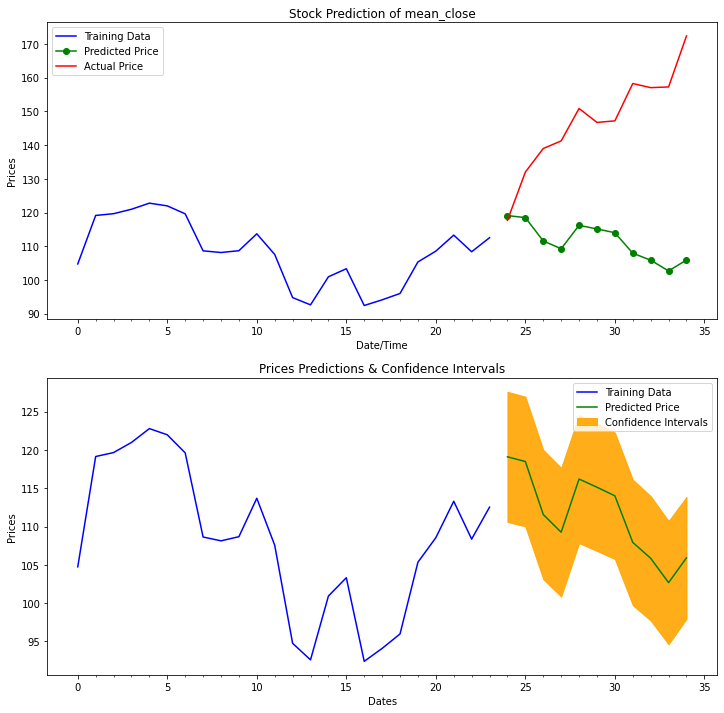 Stock Prediction of mean_close
Training Data
Predicted Price
Actual Price
170
160
150
140
130
120
110
100
90
Prices
0 5 10 15 20 25 30 35
Date/Time
Prices Predictions & Confidence Intervals
Training Data
Predicted Price
Confidence Intervals
125
120
115
110
105
100
95
Prices
0 5 10 15 20 25 30 35
Dates